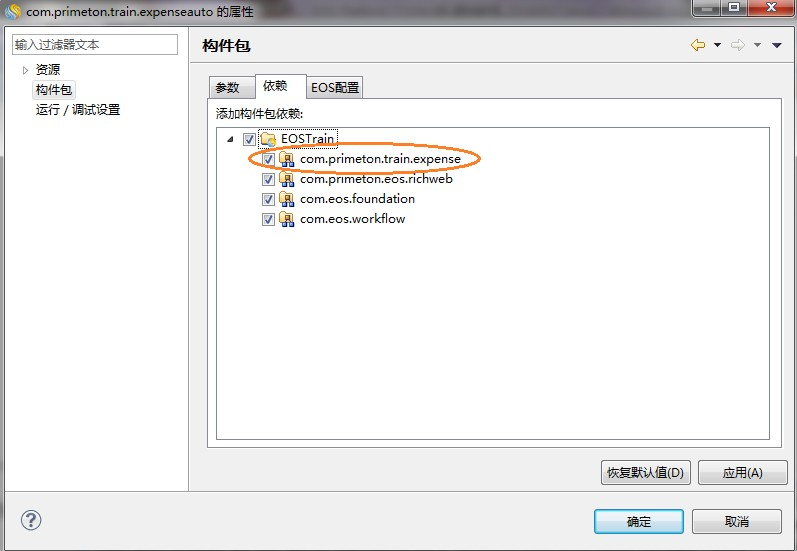 com.primeton.train.expenseauto 的属性
输入过滤器文本
资源
构件包
运行 / 调试设置
构件包
参数
依赖
EOS配置
添加构件包依赖:
EOSTrain
com.primeton.train.expense
com.primeton.eos.richweb
com.eos.foundation
com.eos.workflow
恢复默认值(D)
应用(A)
?
确定
取消